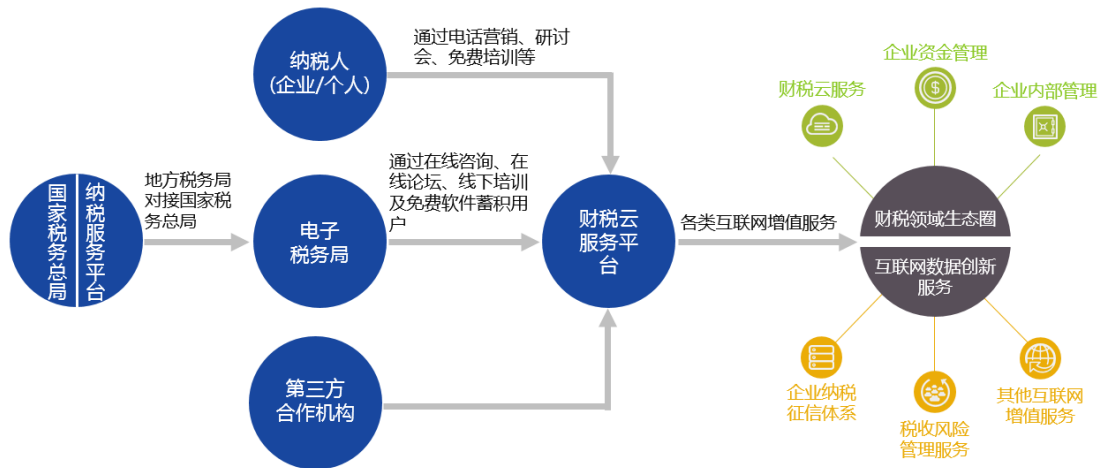 纳税人
(企业/个人)
通过电话营销、研讨
会、免费培训等
国家税务总局
纳税服务平台
地方税务局
对接国家税
务总局
电子
税务局
通过在线咨询、在
线论坛、线下培训
及免费软件蓄积用
户
第三方
合作机构
财税云
服务平
台
各类互联网增值服务
财税云服务
企业资金管理
企业内部管理
财税领域生态圈
互联网数据创新
服务
企业纳税
征信体系
税收风险
管理服务
其他互联网
增值服务